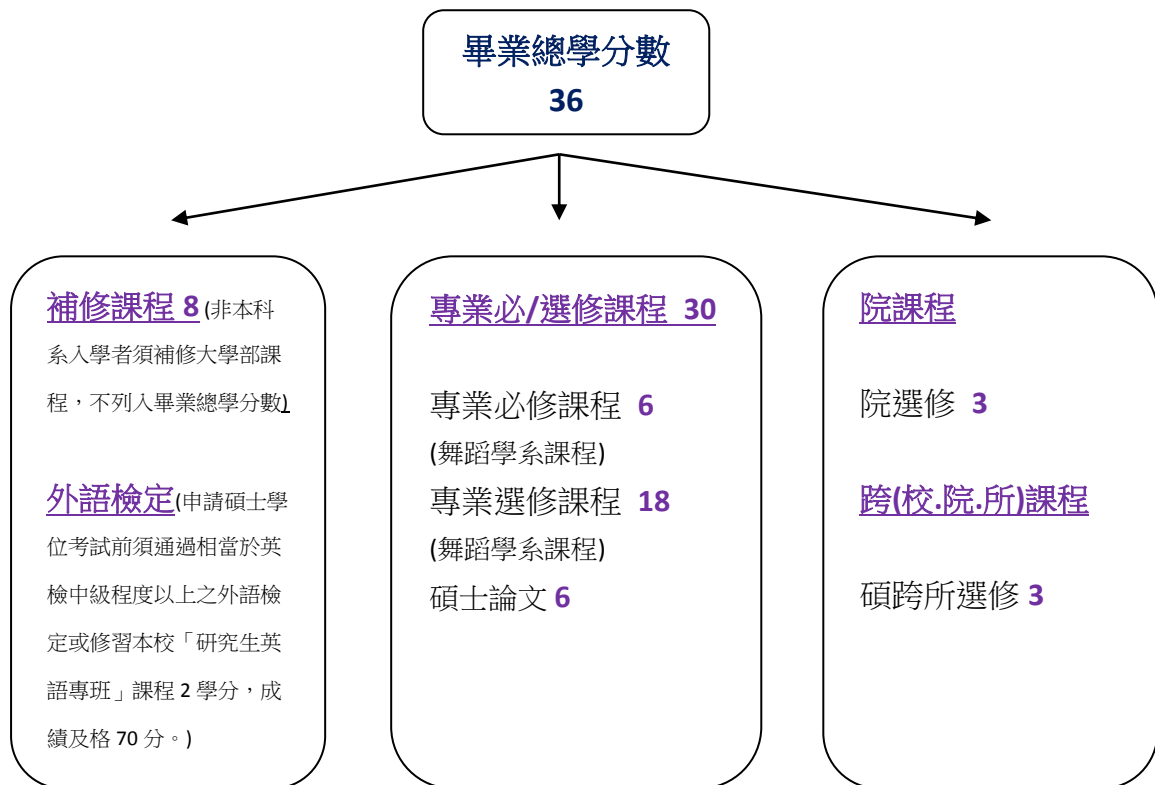 畢業總學分數
36
補修課程 8 (非本科
系入學者須補修大學部課
程，不列入畢業總學分數)
外語檢定(申請碩士學
位考試前須通過相當於英
檢中級程度以上之外語檢
定或修習本校「研究生英
語專班」課程 2 學分，成
績及格 70 分。)
專業必/選修課程 30
專業必修課程 6
(舞蹈學系課程)
專業選修課程 18
(舞蹈學系課程)
碩士論文 6
院課程
院選修 3
跨(校.院.所)課程
碩跨所選修 3